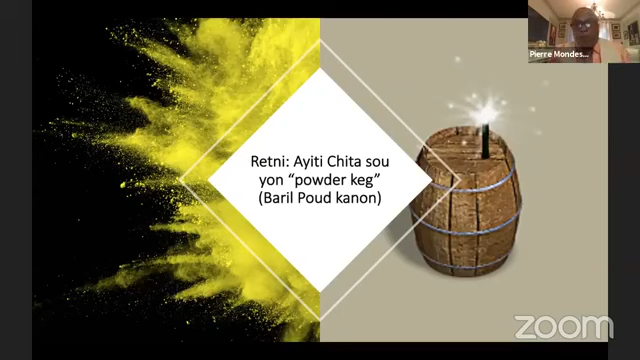 Pierre Mondes...
Retni: Ayiti Chita sou
yon “powder keg”
(Baril Poud kanon)
zoom